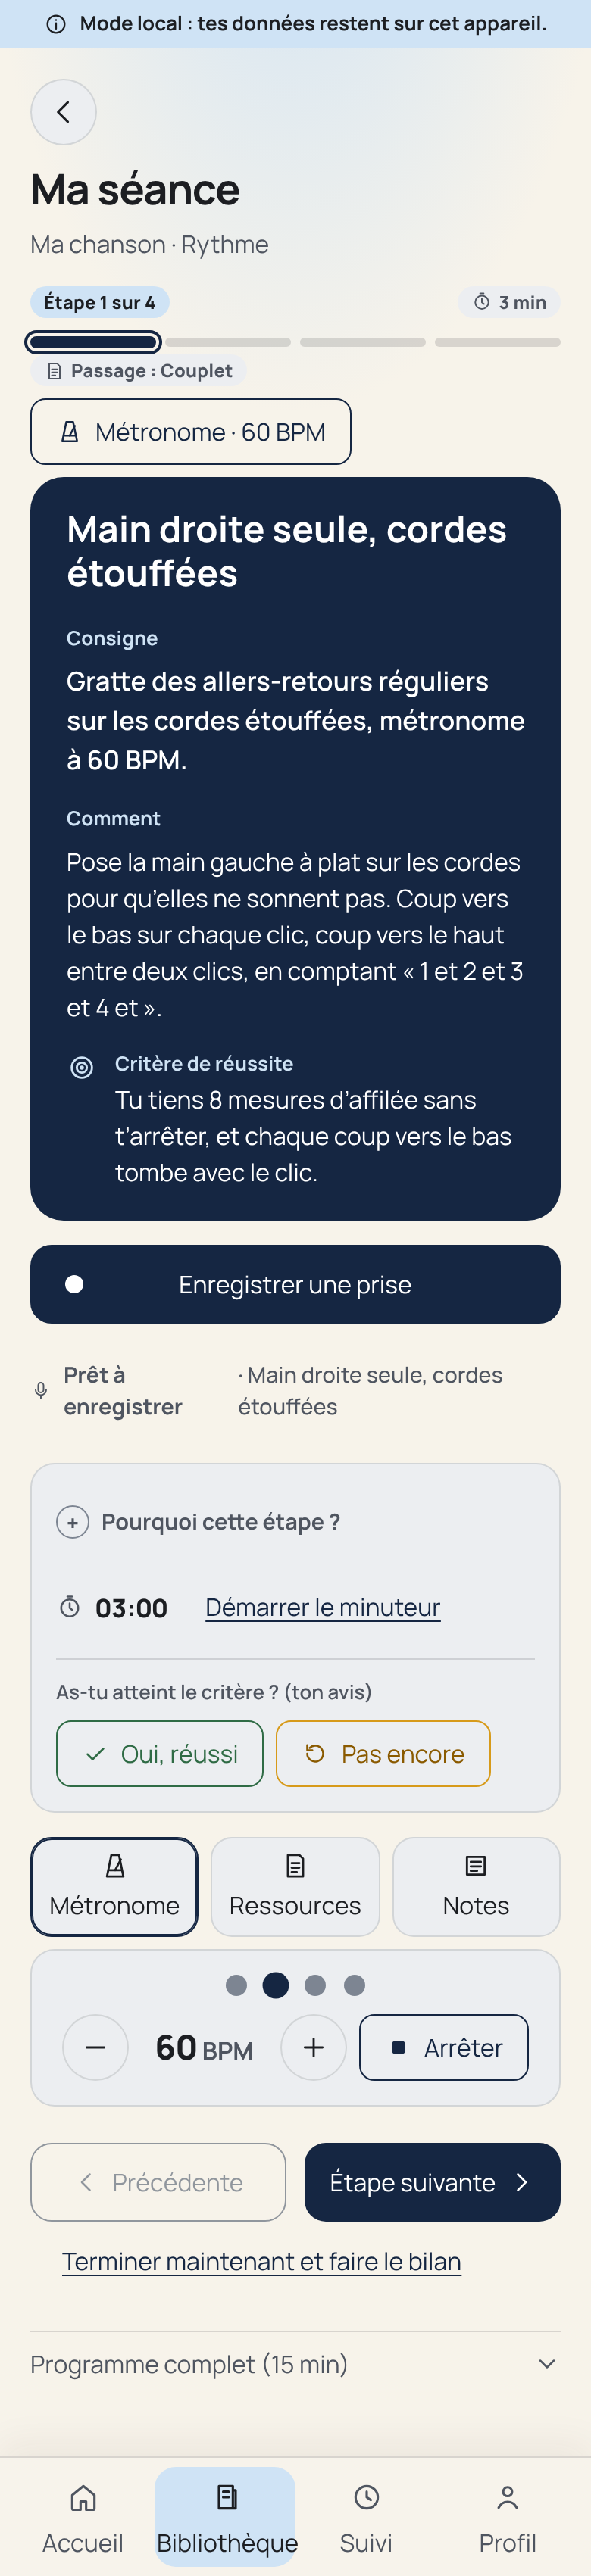 Mode local : tes données restent sur cet appareil.
Ma séance
Ma chanson · Rythme
Étape 1 sur 4
3 min
Passage : Couplet
Métronome · 60 BPM
Main droite seule, cordes
étouffées
Consigne
Gratte des allers-retours réguliers
sur les cordes étouffées, métronome
à 60 BPM.
Comment
Pose la main gauche à plat sur les cordes
pour qu’elles ne sonnent pas. Coup vers
le bas sur chaque clic, coup vers le haut
entre deux clics, en comptant « 1 et 2 et 3
et 4 et ».
Critère de réussite
Tu tiens 8 mesures d’affilée sans
t’arrêter, et chaque coup vers le bas
tombe avec le clic.
Enregistrer une prise
Prêt à
enregistrer
· Main droite seule, cordes
étouffées
Pourquoi cette étape ?
03:00
Démarrer le minuteur
As-tu atteint le critère ? (ton avis)
Oui, réussi
Pas encore
Métronome
Ressources
Notes
60 BPM
Arrêter
Précédente
Étape suivante
Terminer maintenant et faire le bilan
Programme complet (15 min)
Accueil
Bibliothèque
Suivi
Profil